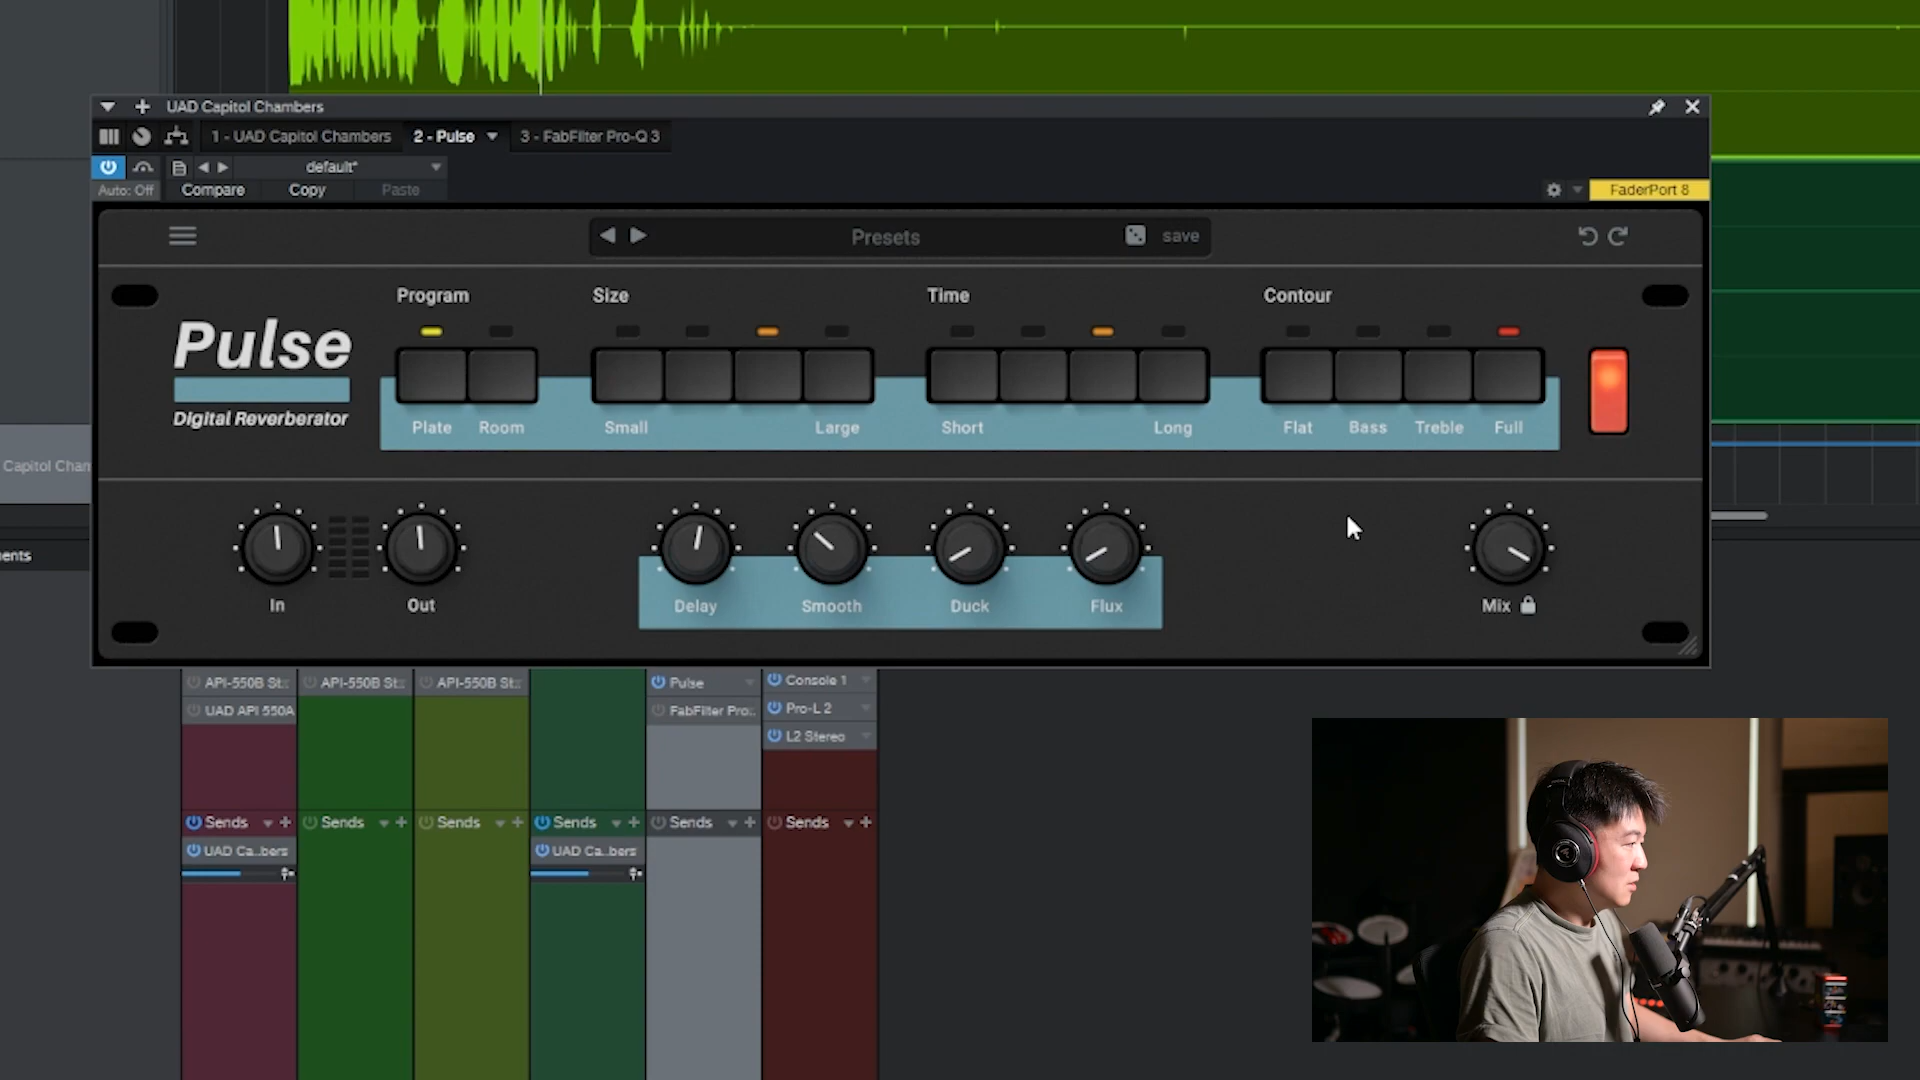 UAD Capitol Chambers
1 - UAD Capitol Chambers 2 - Pulse 3 - FabFilter Pro-Q 3
default*
Auto: Off Compare Copy Paste
FaderPort 8
Presets save
Program Size Time Contour
Pulse
Digital Reverberator
Plate Room Small Large Short Long Flat Bass Treble Full
Capitol Cham
ents
In Out Delay Smooth Duck Flux Mix
API-550B St.: API-550B St.: API-550B St.: Pulse Console 1
UAD API 550A FabFilter Pro.. Pro-L 2
L2 Stereo
Sends Sends Sends Sends Sends Sends
UAD Ca..bers UAD Ca..bers